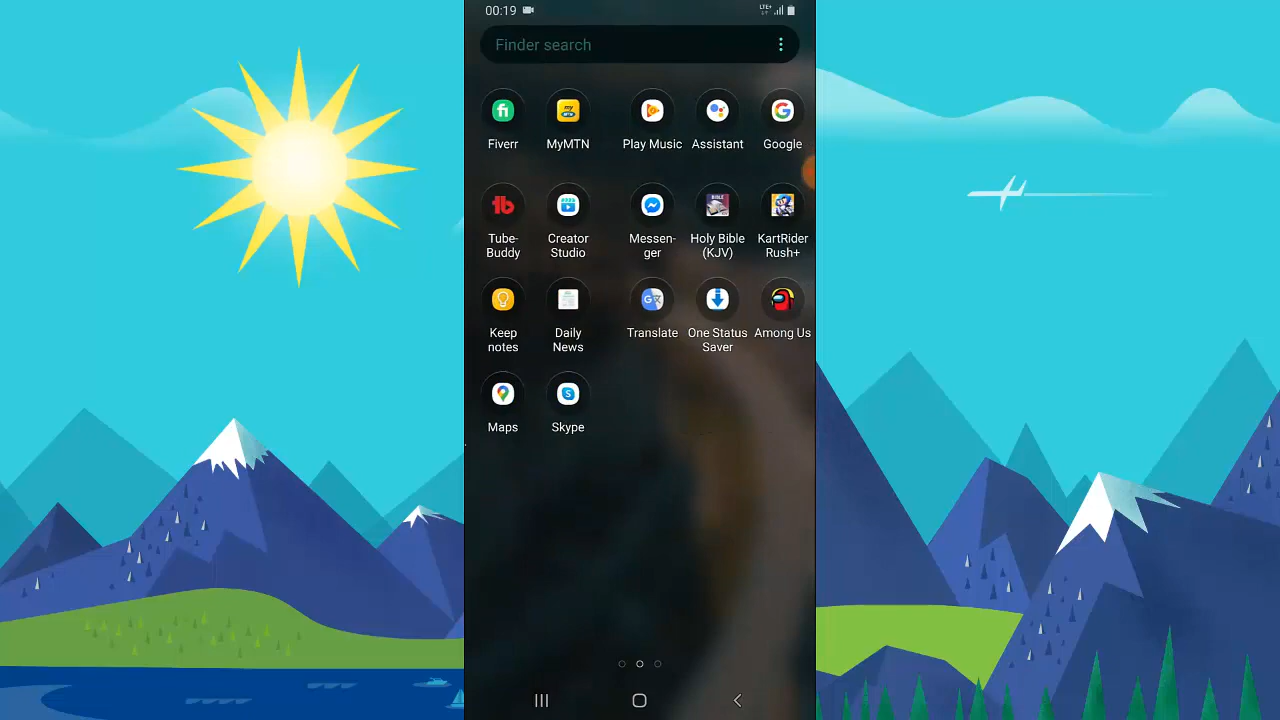 00:19
LTE+
Finder search
Fiverr
MyMTN
Play Music
Assistant
Google
Tube-
Buddy
Creator
Studio
Messen-
ger
Holy Bible
(KJV)
KartRider
Rush+
Keep
notes
Daily
News
Translate
One Status
Saver
Among Us
Maps
Skype